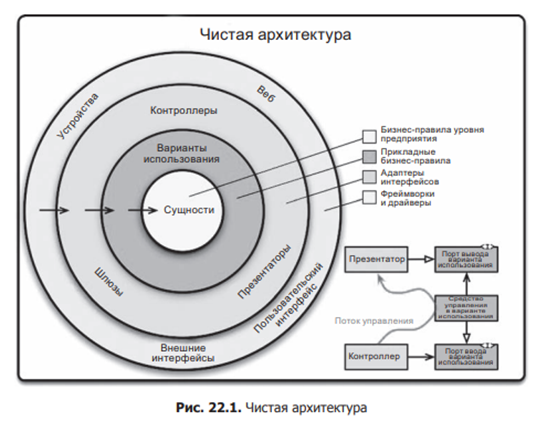 Чистая архитектура
Устройства
Веб
Контроллеры
Варианты
использования
Сущности
Шлюзы
Презентаторы
Пользовательский
интерфейс
Внешние
интерфейсы
Бизнес-правила уровня
предприятия
Прикладные
бизнес-правила
Адаптеры
интерфейсов
Фреймворки
и драйверы
Презентатор
<I>
Порт вывода
варианта
использования
Средство
управления
в варианте
использования
Поток управления
Контроллер
<I>
Порт ввода
варианта
использования
Рис. 22.1. Чистая архитектура